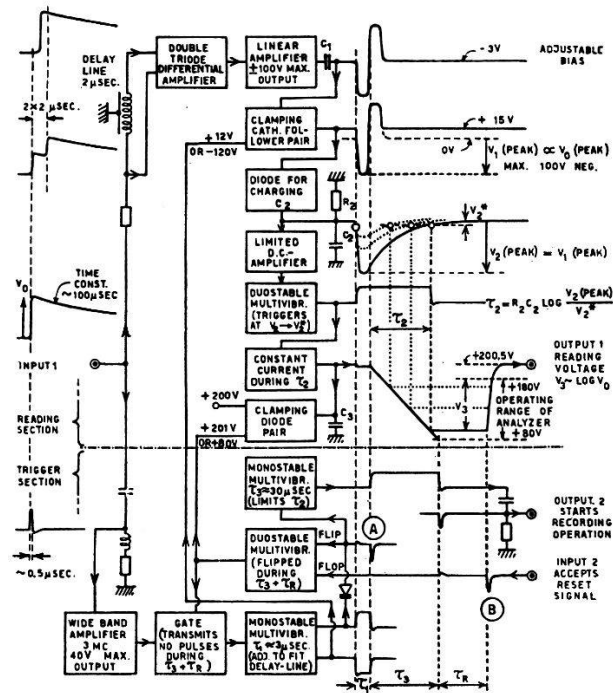 DELAY
LINE
2μSEC.
2×2 μSEC.
DOUBLE
TRIODE
DIFFERENTIAL
AMPLIFIER
LINEAR
AMPLIFIER
±100V MAX.
OUTPUT
C1
-3V
ADJUSTABLE
BIAS
+12V
OR-120V
CLAMPING
CATH. FOL-
LOWER PAIR
+ 15V
0V
V1 (PEAK) ∝ V0 (PEAK)
MAX. 100V NEG.
DIODE FOR
CHARGING
C2
R2
C2
V2*
V2 (PEAK) = V1 (PEAK)
LIMITED
D.C.-
AMPLIFIER
TIME
CONST.
~100μSEC
V0
DUOSTABLE
MULTIVIBR.
(TRIGGERS
AT V2→V2*)
τ2
τ2=R2C2 LOG V2(PEAK)/V2*
INPUT 1
CONSTANT
CURRENT
DURING τ2
+200V
+201V
OR+80V
CLAMPING
DIODE
PAIR
C3
V3
+200,5V
+180V
OPERATING
RANGE OF
ANALYZER
+80V
OUTPUT 1
READING
VOLTAGE
V3~LOG V0
READING
SECTION
TRIGGER
SECTION
MONOSTABLE
MULTIVIBR.
τ3≈30μSEC
(LIMITS τ2)
A
OUTPUT. 2
STARTS
RECORDING
OPERATION
~0,5μSEC.
DUOSTABLE
MULTIVIBR.
(FLIPPED
DURING
τ3+τR)
FLIP
FLOP
INPUT 2
ACCEPTS
RESET
SIGNAL
B
WIDE BAND
AMPLIFIER
3 MC
40V MAX.
OUTPUT
GATE
(TRANSMITS
NO PULSES
DURING
τ3+τR)
MONOSTABLE
MULTIVIBR.
τ1≈3μSEC.
(ADJ. TO FIT
DELAY-LINE)
τ1
τ3
τR